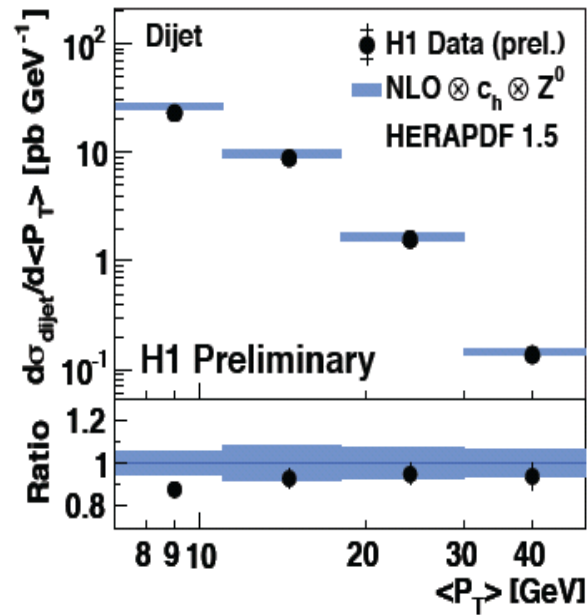 Dijet
H1 Data (prel.)
NLO ⊗ c_h ⊗ Z^0
HERAPDF 1.5
dσ_dijet/d<P_T> [pb GeV^-1]
10^2
10
1
10^-1
H1 Preliminary
Ratio
1.2
1
0.8
8 9 10 20 30 40
<P_T> [GeV]